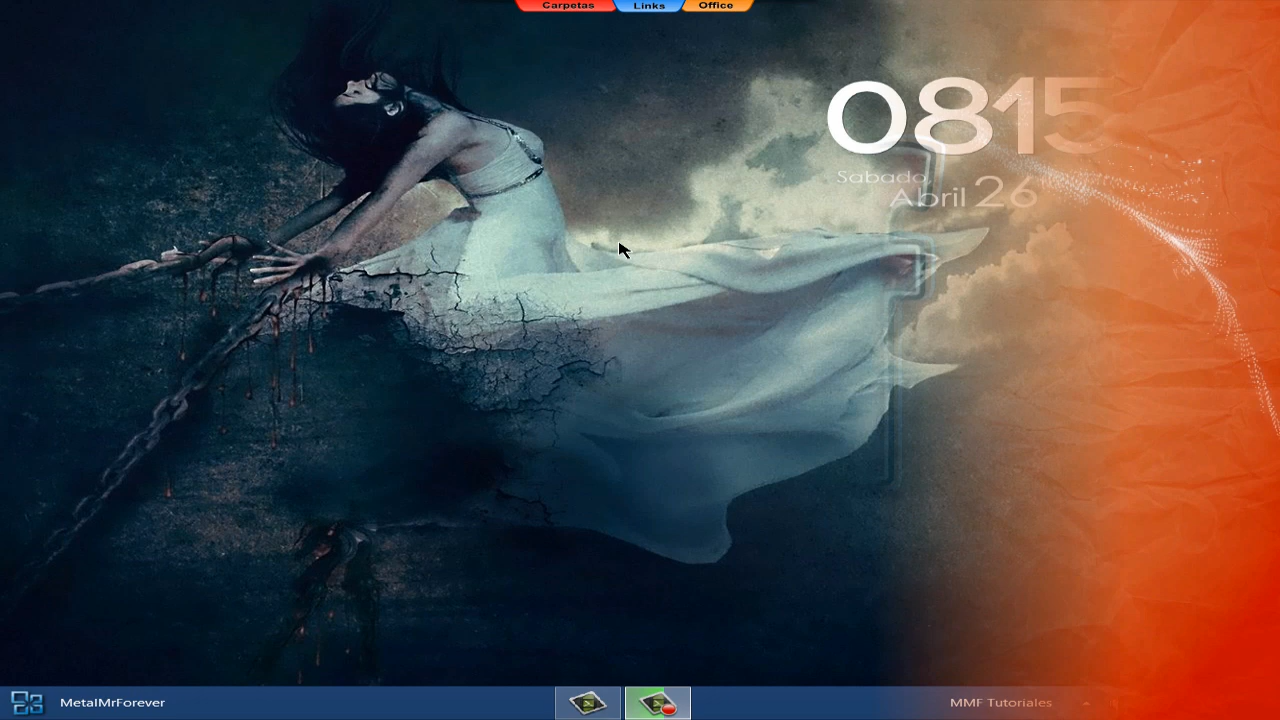 Carpetas Links Office
0815
Sabado
Abril 26
MetalMrForever
MMF Tutoriales